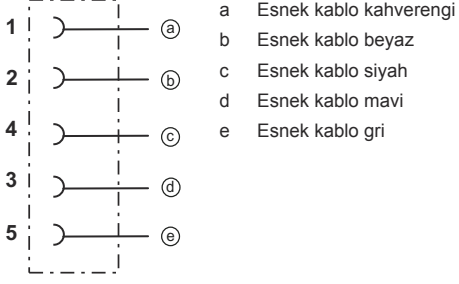 1 a
2 b
4 c
3 d
5 e
a Esnek kablo kahverengi
b Esnek kablo beyaz
c Esnek kablo siyah
d Esnek kablo mavi
e Esnek kablo gri